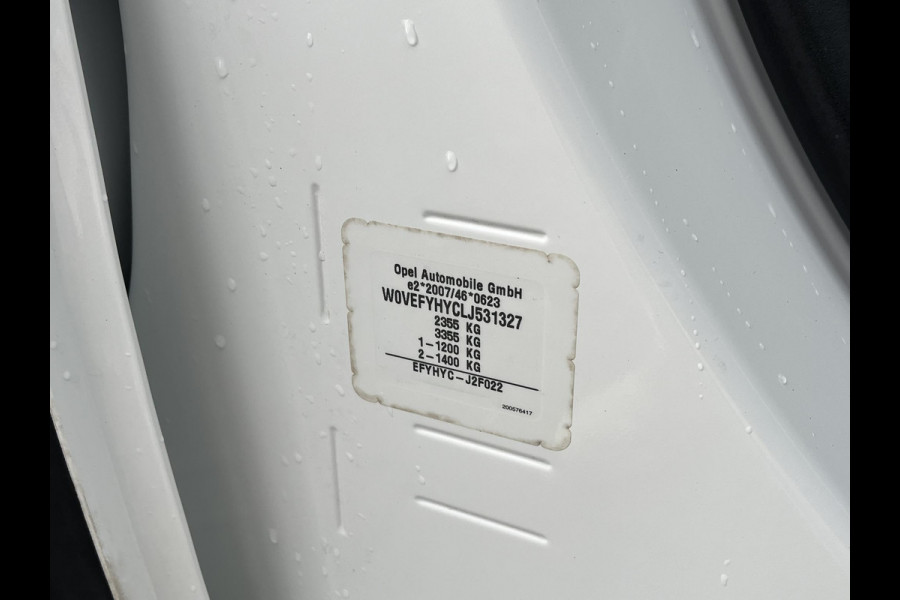 Opel Automobile GmbH
e2*2007/46*0623
W0VEFYHYCLJ531327
2355 KG
3355 KG
1-1200 KG
2-1400 KG
EFYHYC-J2F022
200576417